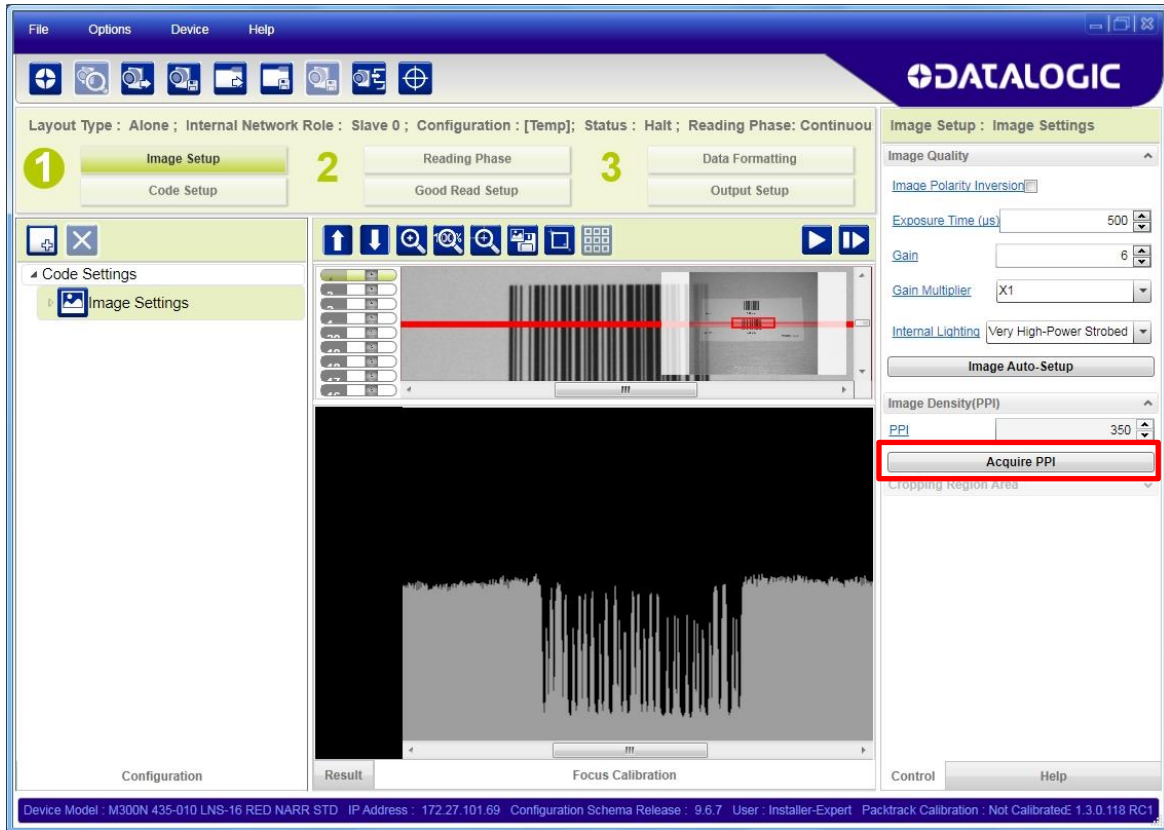 File Options Device Help
DATALOGIC
Layout Type : Alone ; Internal Network Role : Slave 0 ; Configuration : [Temp]; Status : Halt ; Reading Phase: Continuou
1
Image Setup
Code Setup
2
Reading Phase
Good Read Setup
3
Data Formatting
Output Setup
Code Settings
Image Settings
100%
Image Setup : Image Settings
Image Quality
Image Polarity Inversion
Exposure Time (µs) 500
Gain 6
Gain Multiplier X1
Internal Lighting Very High-Power Strobed
Image Auto-Setup
Image Density(PPI)
PPI 350
Acquire PPI
Cropping Region Area
Configuration
Result
Focus Calibration
Control
Help
Device Model : M300N 435-010 LNS-16 RED NARR STD IP Address : 172.27.101.69 Configuration Schema Release : 9.6.7 User : Installer-Expert Packtrack Calibration : Not Calibrated 1.3.0.118 RC1